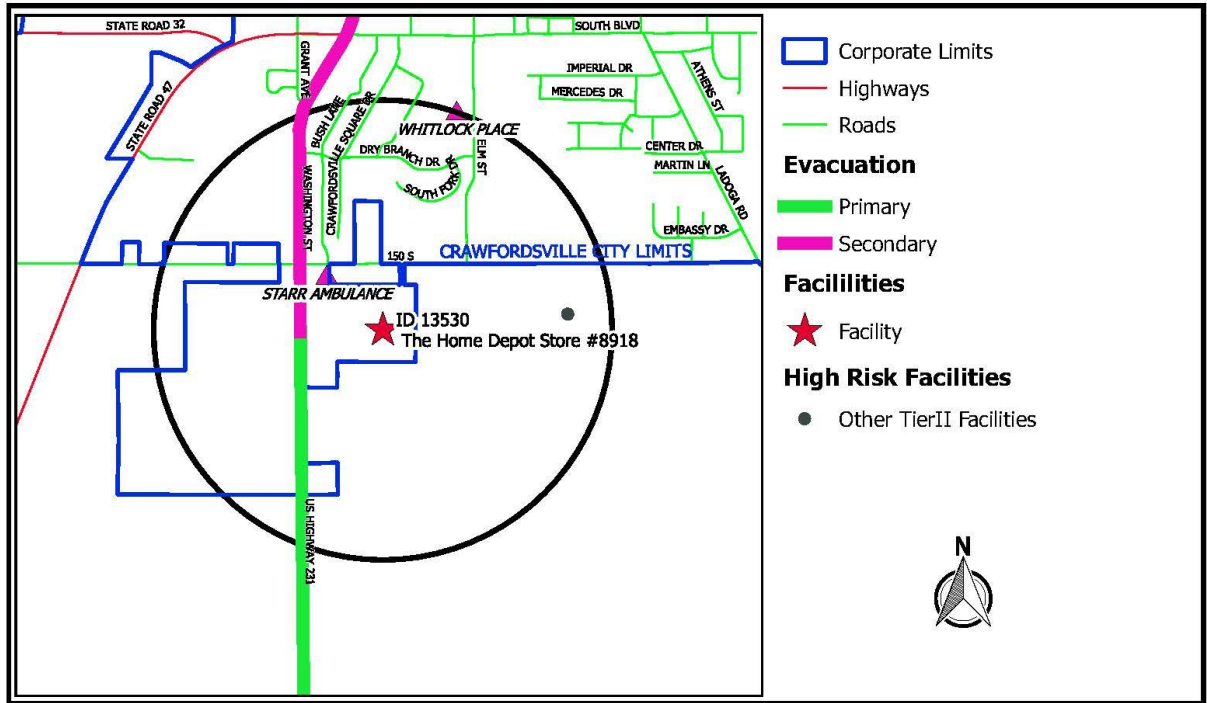 STATE ROAD 32
SOUTH BLVD
GRANT AVE
STATE ROAD 47
IMPERIAL DR
MERCEDES DR
ATHENS ST
BUSH LANE
CRAWFORDSVILLE SQUARE DR
WHITLOCK PLACE
ELM ST
DRY BRANCH DR
CENTER DR
MARTIN LN
SOUTH FORK DR
LADOGA RD
WASHINGTON ST
EMBASSY DR
150 S
CRAWFORDSVILLE CITY LIMITS
STARR AMBULANCE
ID 13530
The Home Depot Store #8918
US HIGHWAY 231
Corporate Limits
Highways
Roads
Evacuation
Primary
Secondary
Facililities
Facility
High Risk Facilities
Other TierII Facilities
N